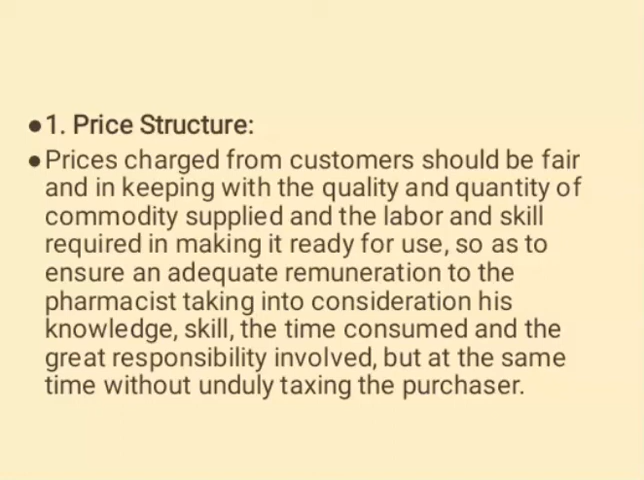 ●1. Price Structure:
●Prices charged from customers should be fair
and in keeping with the quality and quantity of
commodity supplied and the labor and skill
required in making it ready for use, so as to
ensure an adequate remuneration to the
pharmacist taking into consideration his
knowledge, skill, the time consumed and the
great responsibility involved, but at the same
time without unduly taxing the purchaser.